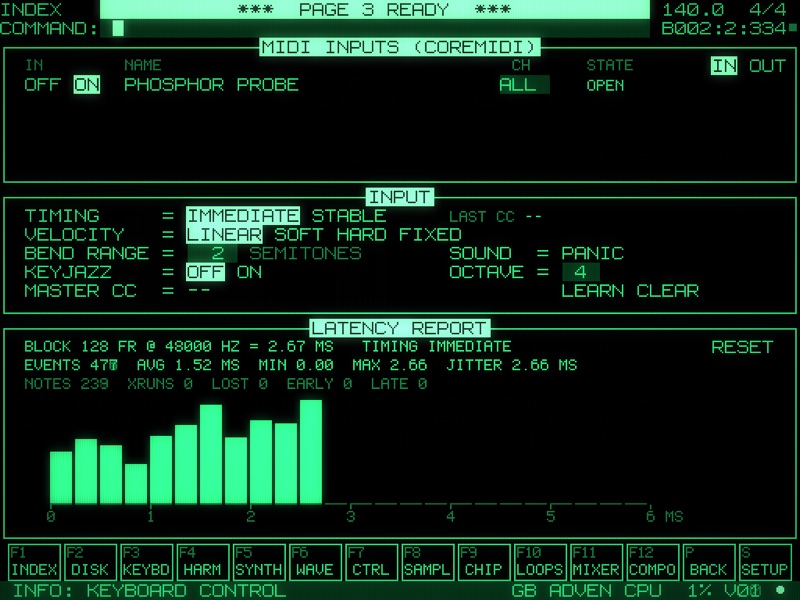 INDEX *** PAGE 3 READY *** 140.0 4/4
COMMAND: B002:2:334
MIDI INPUTS (COREMIDI)
IN NAME CH STATE IN OUT
OFF ON PHOSPHOR PROBE ALL OPEN
INPUT
TIMING = IMMEDIATE STABLE LAST CC --
VELOCITY = LINEAR SOFT HARD FIXED
BEND RANGE = 2 SEMITONES SOUND = PANIC
KEYJAZZ = OFF ON OCTAVE = 4
MASTER CC = -- LEARN CLEAR
LATENCY REPORT
BLOCK 128 FR @ 48000 HZ = 2.67 MS TIMING IMMEDIATE RESET
EVENTS AVG 1.52 MS MIN 0.00 MAX 2.66 JITTER 2.66 MS
NOTES 239 XRUNS 0 LOST 0 EARLY 0 LATE 0
0 1 2 3 4 5 6 MS
F1 F2 F3 F4 F5 F6 F7 F8 F9 F10 F11 F12 P S
INDEX DISK KEYBD HARM SYNTH WAVE CTRL SAMPL CHIP LOOPS MIXER COMPO BACK SETUP
INFO: KEYBOARD CONTROL GB ADVEN CPU 1%